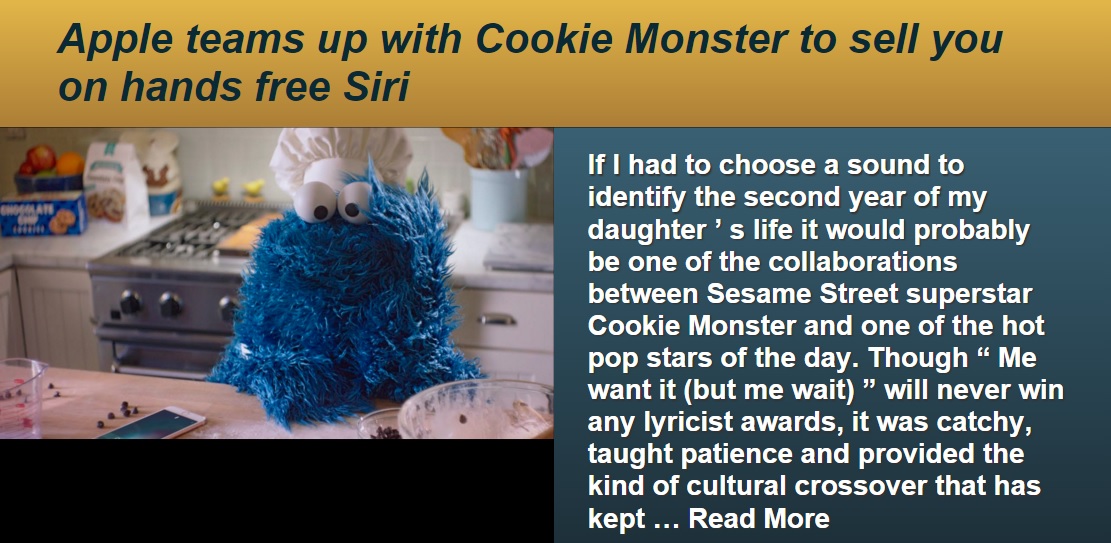 Apple teams up with Cookie Monster to sell you
on hands free Siri
CHOCOLATE
CHIP
COOKIES
If I had to choose a sound to
identify the second year of my
daughter ’ s life it would probably
be one of the collaborations
between Sesame Street superstar
Cookie Monster and one of the hot
pop stars of the day. Though “ Me
want it (but me wait) ” will never win
any lyricist awards, it was catchy,
taught patience and provided the
kind of cultural crossover that has
kept … Read More